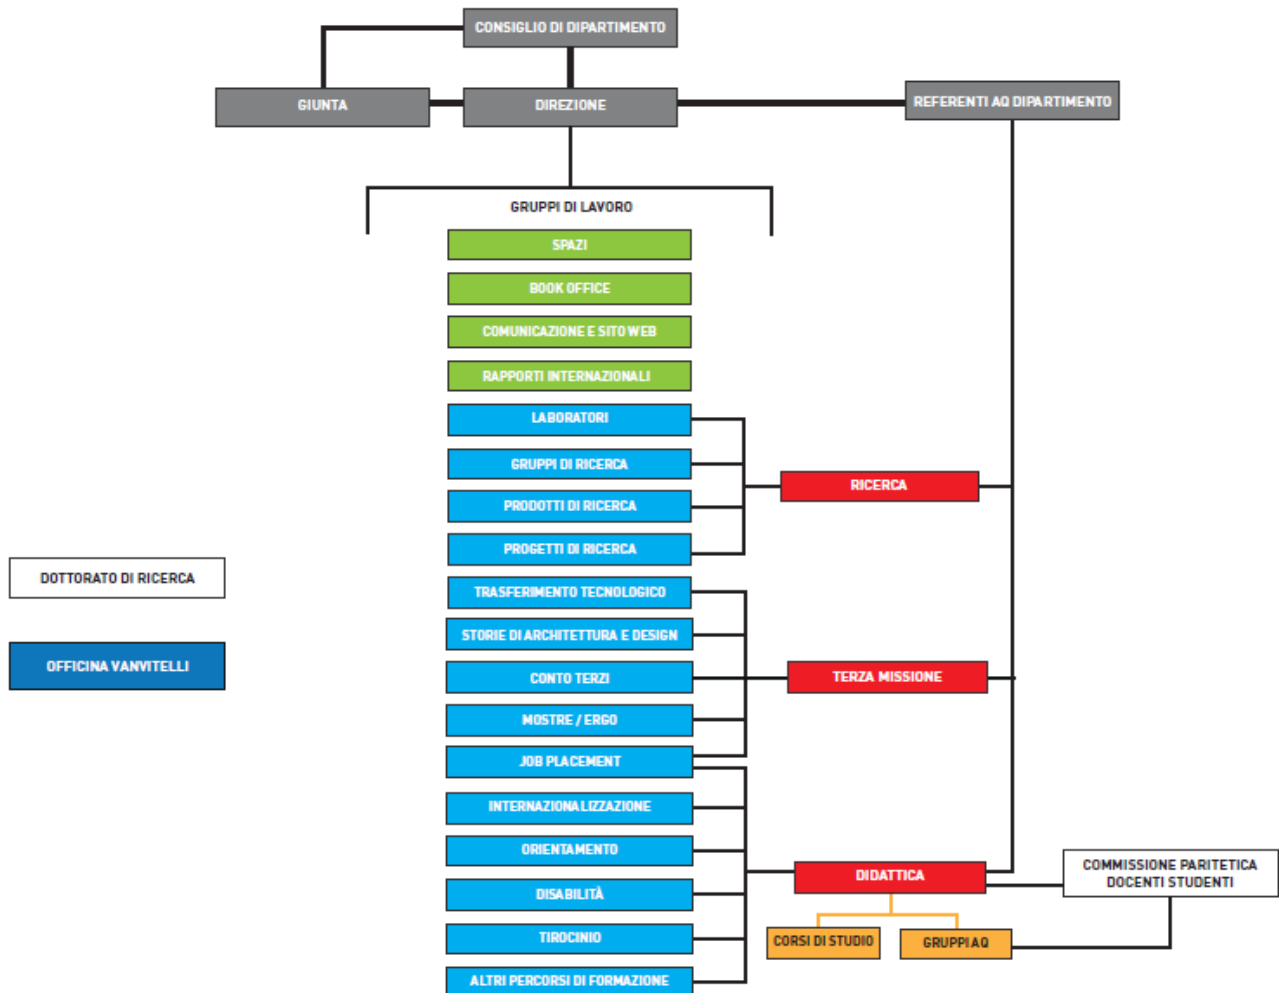 CONSIGLIO DI DIPARTIMENTO
GIUNTA
DIREZIONE
REFERENTI AQ DIPARTIMENTO
GRUPPI DI LAVORO
SPAZI
BOOK OFFICE
COMUNICAZIONE E SITO WEB
RAPPORTI INTERNAZIONALI
LABORATORI
GRUPPI DI RICERCA
RICERCA
PRODOTTI DI RICERCA
PROGETTI DI RICERCA
DOTTORATO DI RICERCA
TRASFERIMENTO TECNOLOGICO
STORIE DI ARCHITETTURA E DESIGN
OFFICINA VANVITELLI
CONTO TERZI
TERZA MISSIONE
MOSTRE / ERGO
JOB PLACEMENT
INTERNAZIONALIZZAZIONE
ORIENTAMENTO
DIDATTICA
COMMISSIONE PARITETICA
DOCENTI STUDENTI
DISABILITÀ
TIROCINIO
CORSI DI STUDIO
GRUPPI AQ
ALTRI PERCORSI DI FORMAZIONE